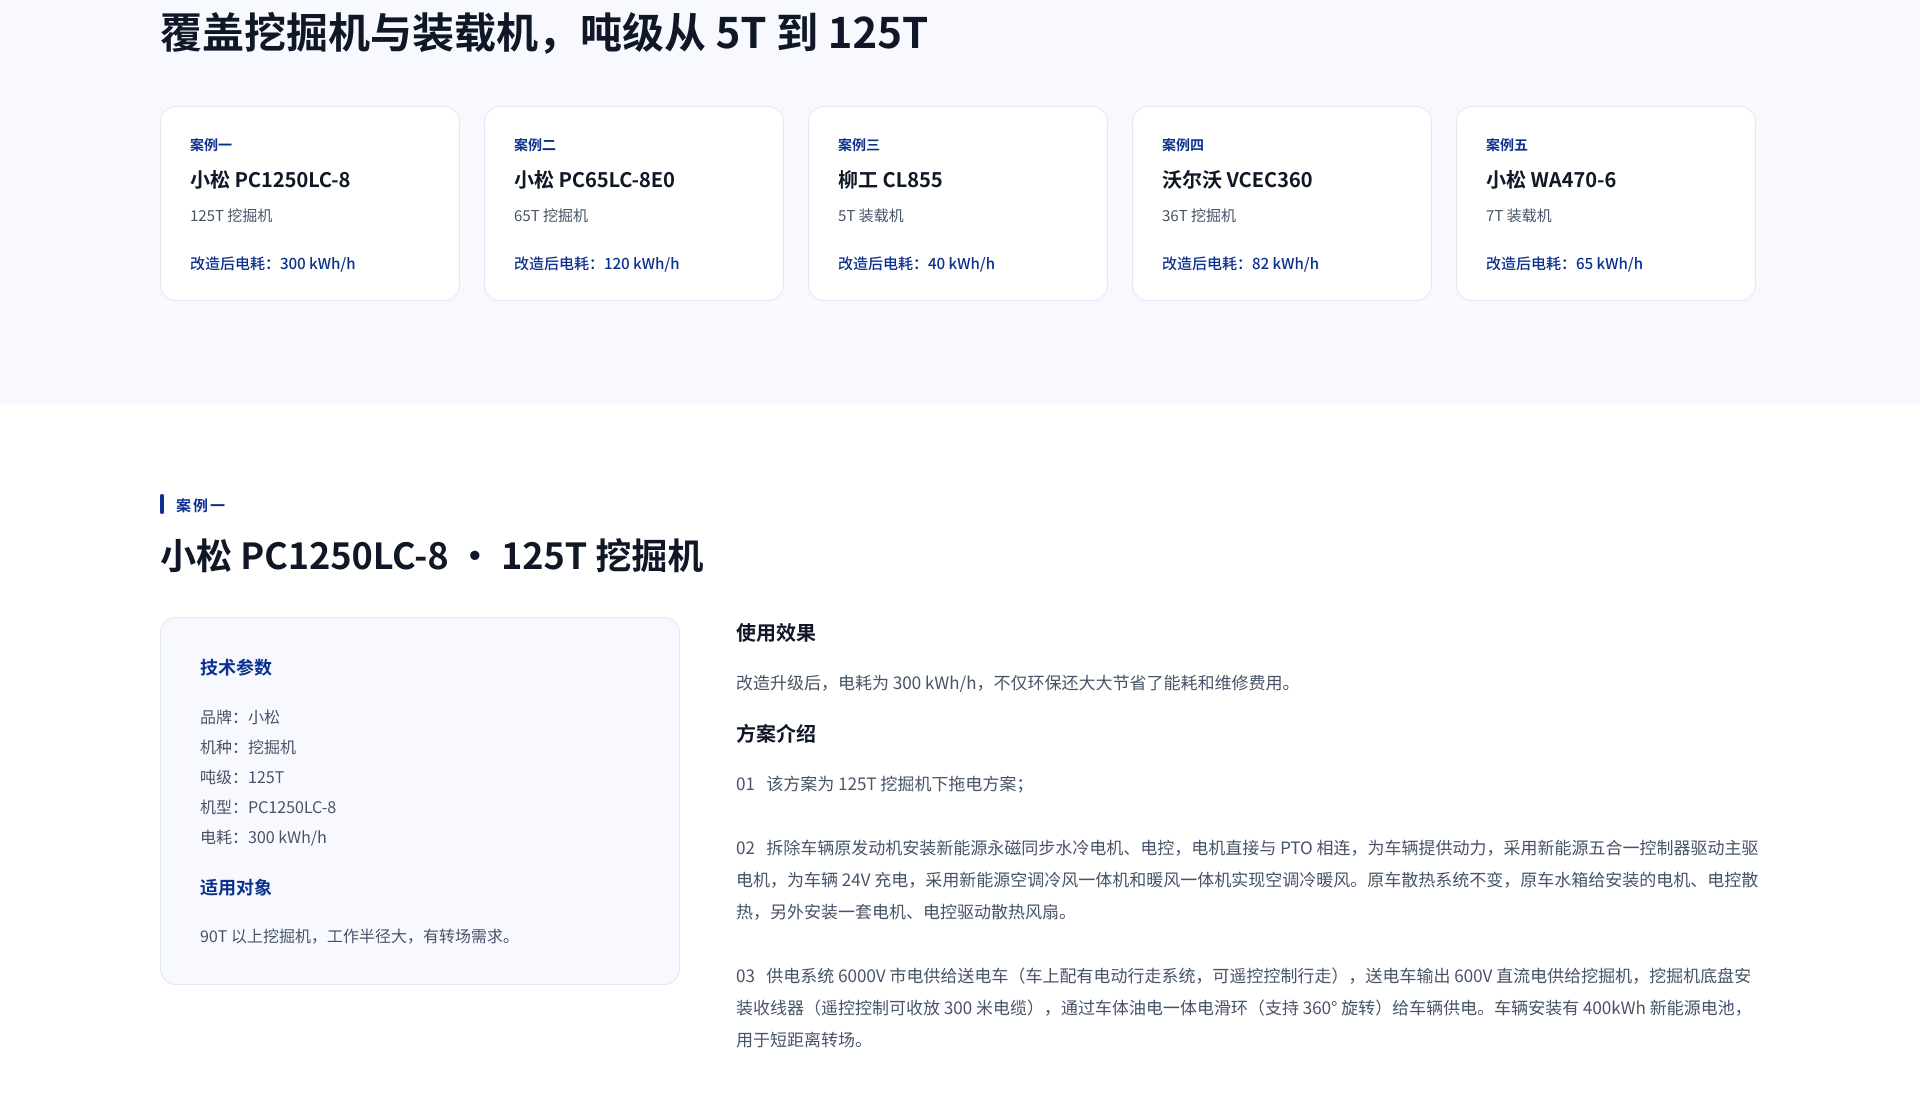 覆盖挖掘机与装载机，吨级从 5T 到 125T
案例一
小松 PC1250LC-8
125T 挖掘机
改造后电耗：300 kWh/h
案例二
小松 PC65LC-8E0
65T 挖掘机
改造后电耗：120 kWh/h
案例三
柳工 CL855
5T 装载机
改造后电耗：40 kWh/h
案例四
沃尔沃 VCEC360
36T 挖掘机
改造后电耗：82 kWh/h
案例五
小松 WA470-6
7T 装载机
改造后电耗：65 kWh/h
案例一
小松 PC1250LC-8 · 125T 挖掘机
技术参数
品牌：小松
机种：挖掘机
吨级：125T
机型：PC1250LC-8
电耗：300 kWh/h
适用对象
90T 以上挖掘机，工作半径大，有转场需求。
使用效果
改造升级后，电耗为 300 kWh/h，不仅环保还大大节省了能耗和维修费用。
方案介绍
01 该方案为 125T 挖掘机下拖电方案；
02 拆除车辆原发动机安装新能源永磁同步水冷电机、电控，电机直接与 PTO 相连，为车辆提供动力，采用新能源五合一控制器驱动主驱
电机，为车辆 24V 充电，采用新能源空调冷风一体机和暖风一体机实现空调冷暖风。原车散热系统不变，原车水箱给安装的电机、电控散
热，另外安装一套电机、电控驱动散热风扇。
03 供电系统 6000V 市电供给送电车（车上配有电动行走系统，可遥控控制行走），送电车输出 600V 直流电供给挖掘机，挖掘机底盘安
装收线器（遥控控制可收放 300 米电缆），通过车体油电一体电滑环（支持 360° 旋转）给车辆供电。车辆安装有 400kWh 新能源电池，
用于短距离转场。